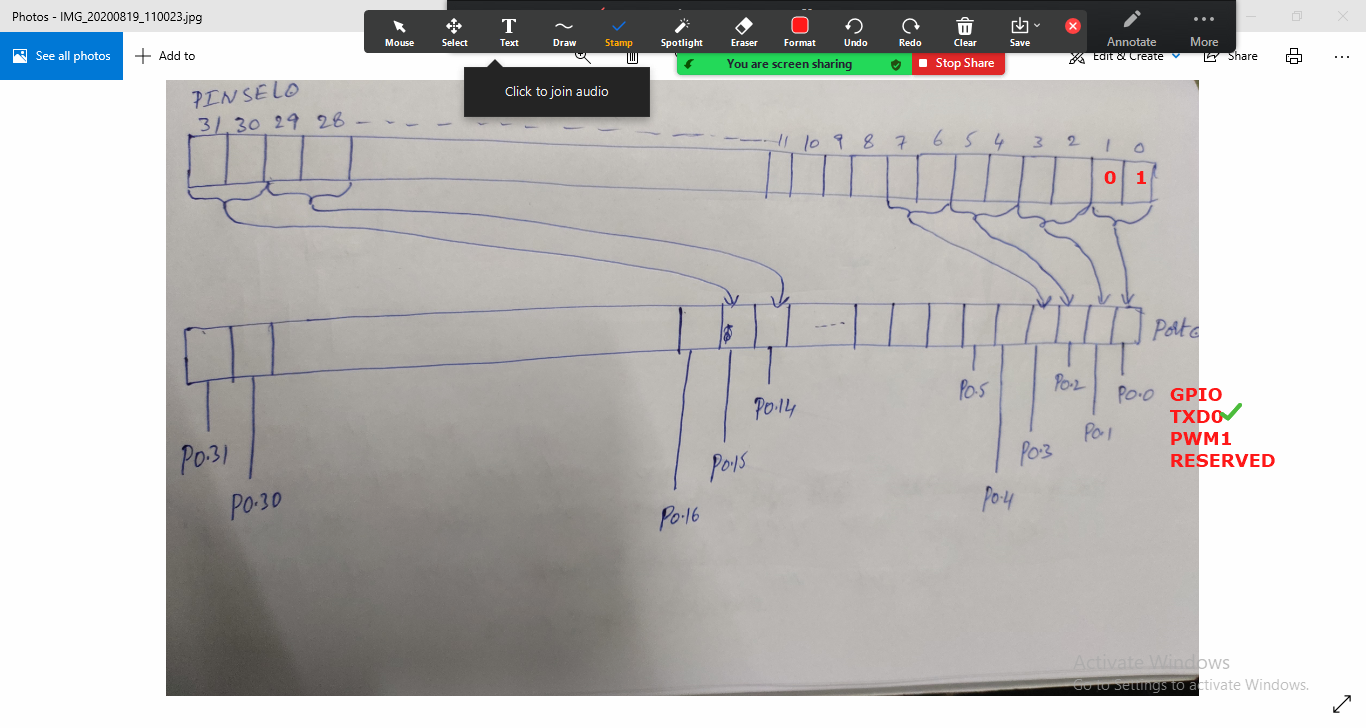 Photos - IMG_20200819_110023.jpg
Mouse Select Text Draw Stamp Spotlight Eraser Format Undo Redo Clear Save Annotate More
See all photos
Add to
You are screen sharing
Stop Share
Edit & Create
Share
Click to join audio
PINSEL0
31 30 29 28 11 10 9 8 7 6 5 4 3 2 1 0
0 1
Port
P0.31
P0.30
P0.16
P0.15
P0.14
P0.5
P0.4
P0.3
P0.2
P0.1
P0.0
GPIO
TXD0
PWM1
RESERVED
Activate Windows
Go to Settings to activate Windows.